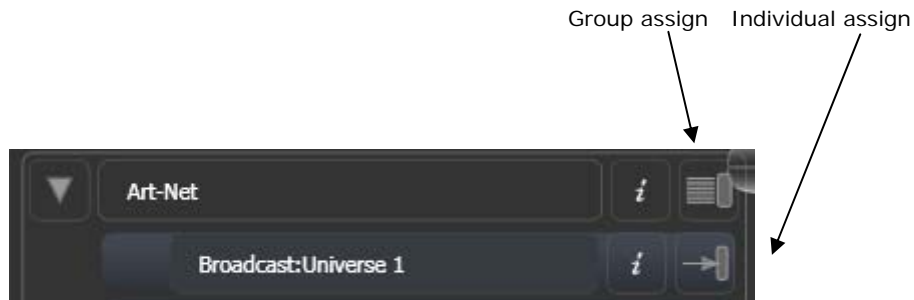 Group assign Individual assign
Art-Net i
Broadcast:Universe 1 i